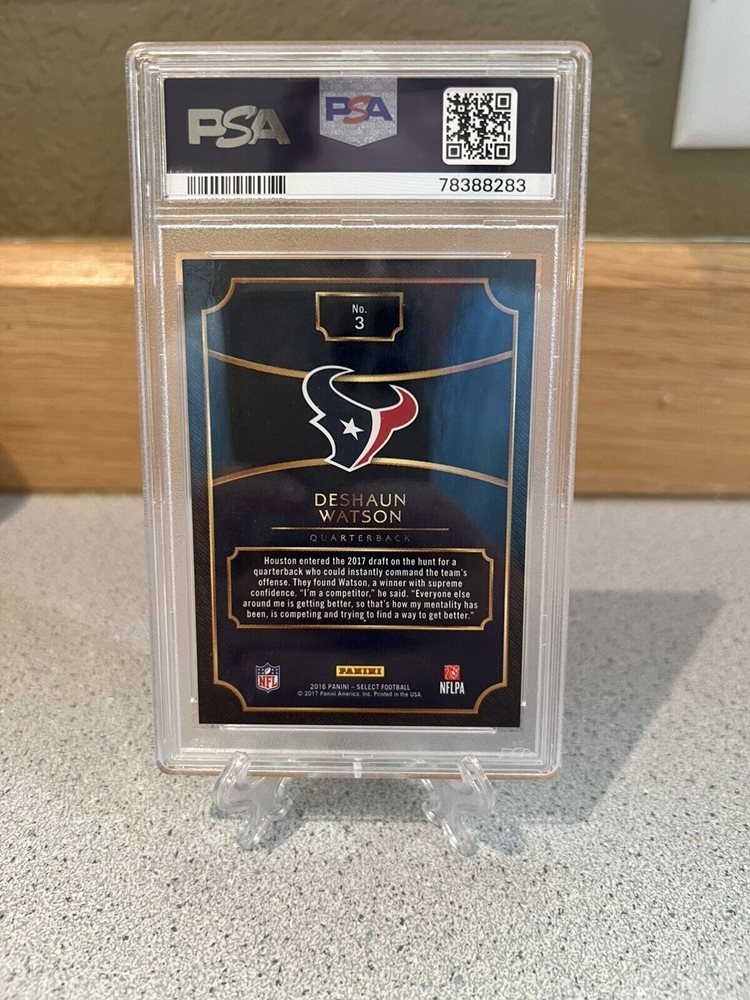 PSA
PSA
78388283
No.
3
DESHAUN
WATSON
QUARTERBACK
Houston entered the 2017 draft on the hunt for a
quarterback who could instantly command the team's
offense. They found Watson, a winner with supreme
confidence. "I'm a competitor," he said. "Everyone else
around me is getting better, so that's how my mentality has
been, is competing and trying to find a way to get better."
NFL
PANINI
NFLPA
2016 PANINI – SELECT FOOTBALL
© 2017 Panini America, Inc. Printed in the USA.
PSA